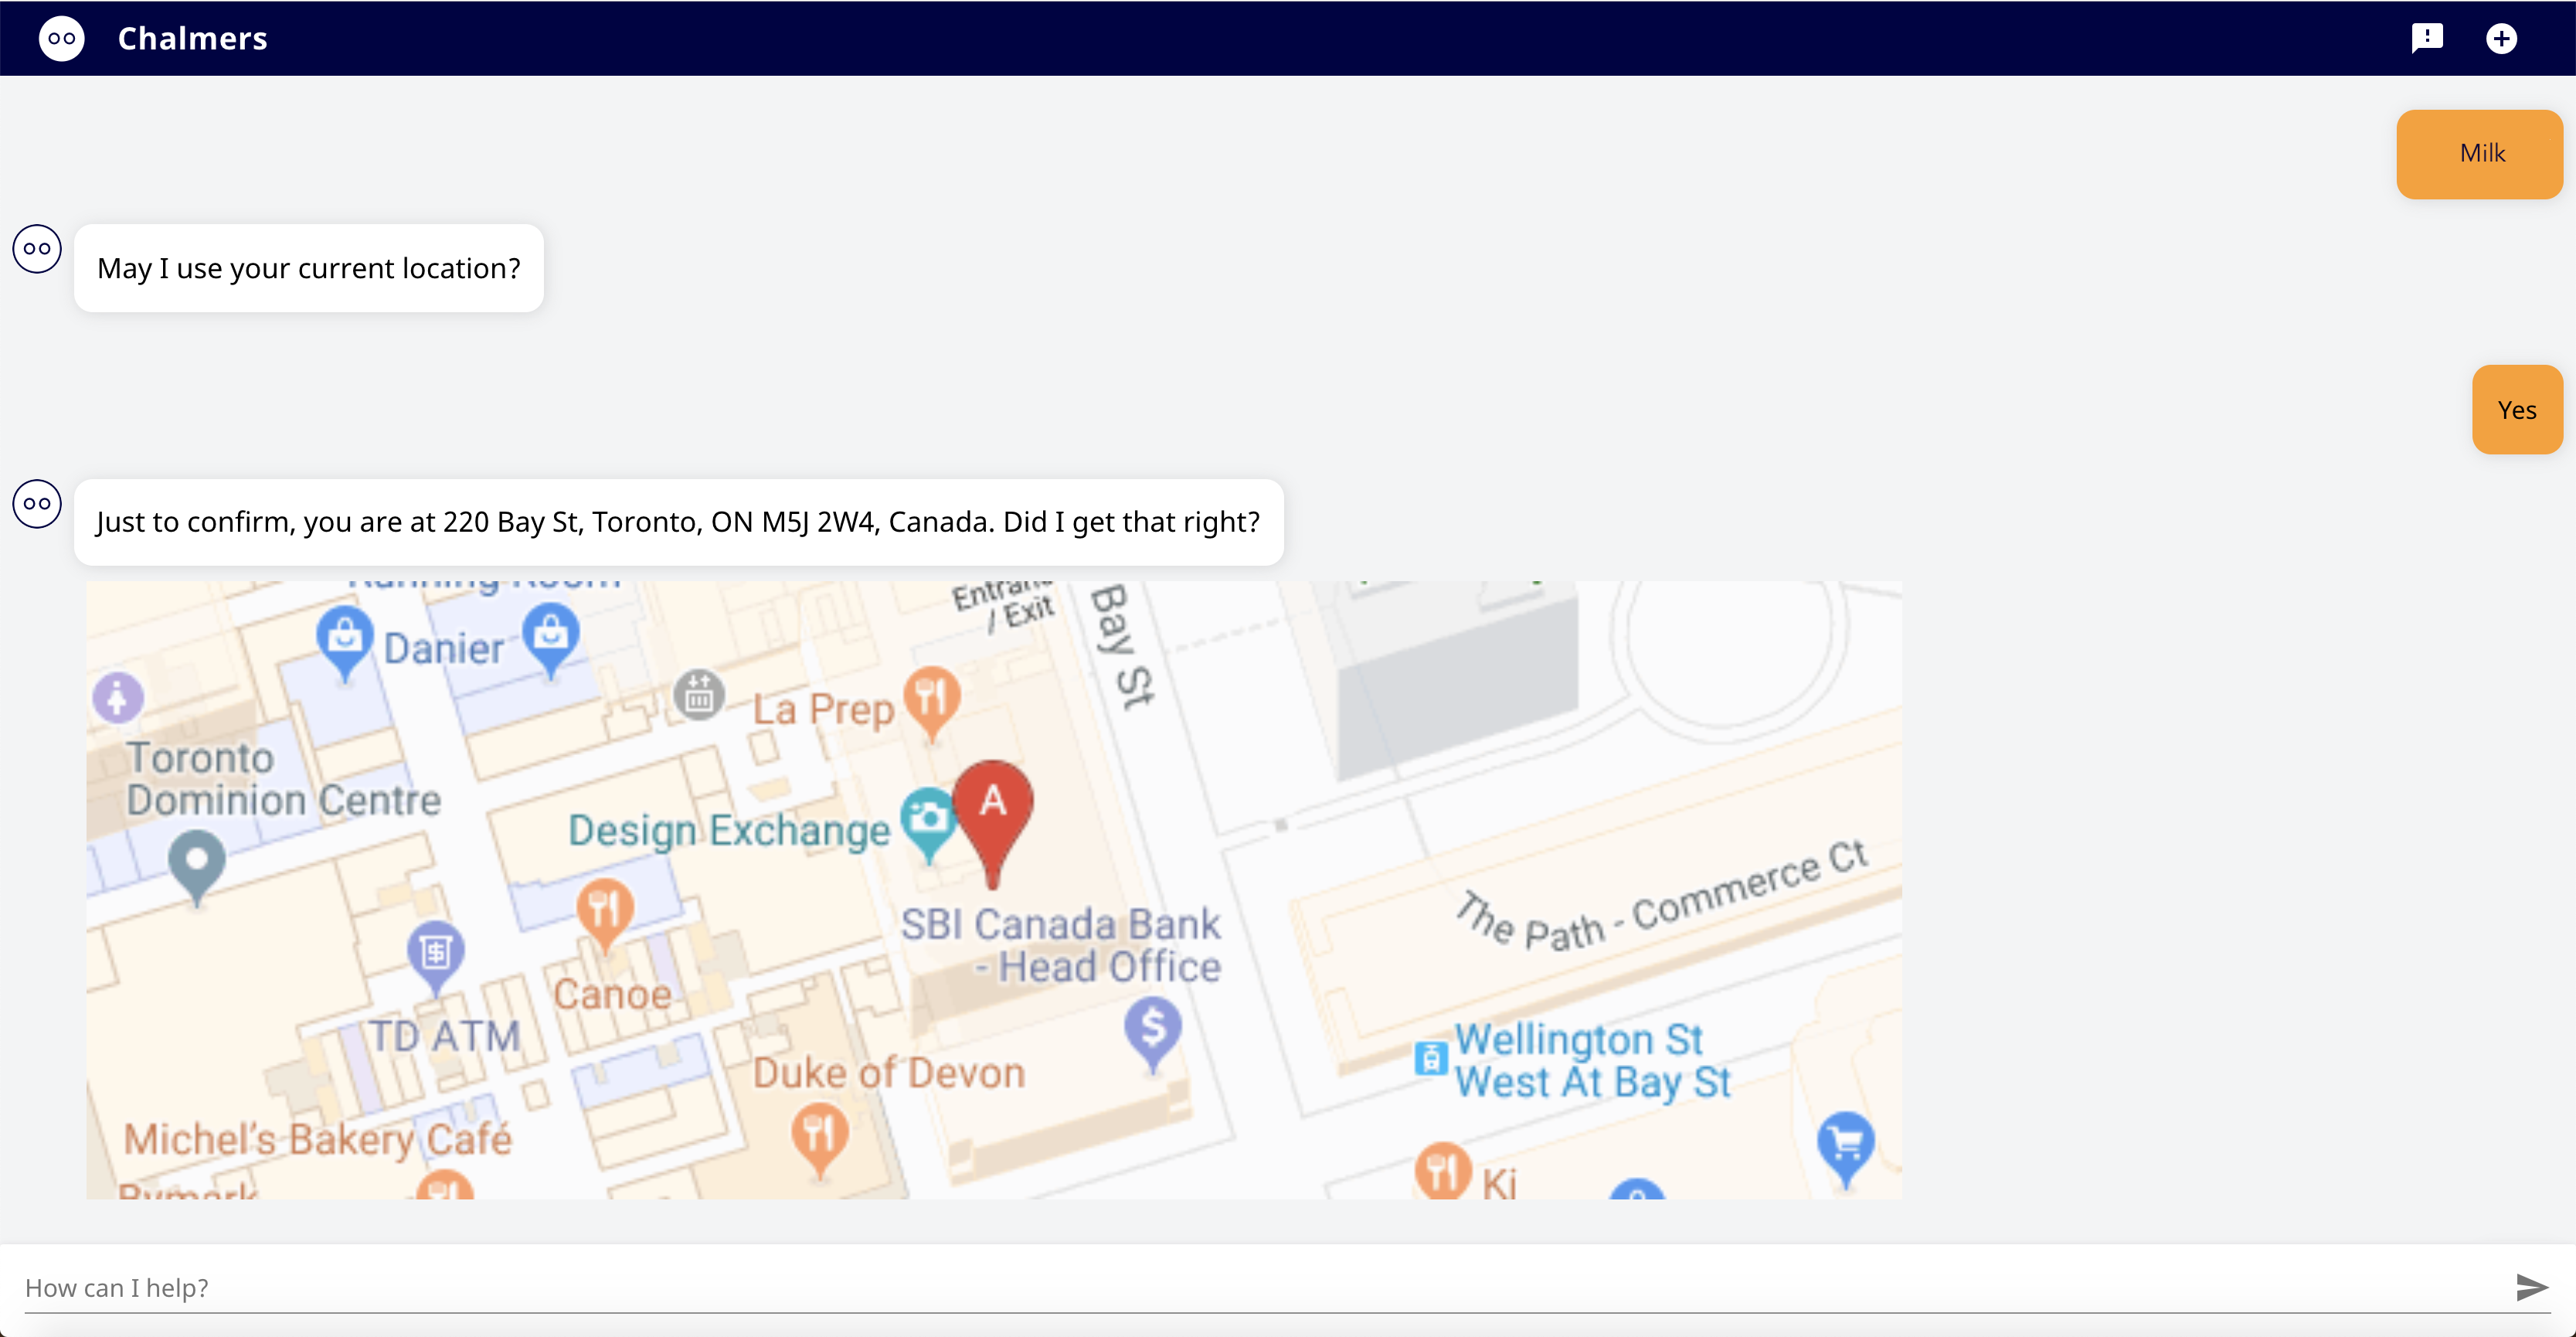 Chalmers
Milk
May I use your current location?
Yes
Just to confirm, you are at 220 Bay St, Toronto, ON M5J 2W4, Canada. Did I get that right?
Running Room
Entrance
/ Exit
Bay St
Danier
La Prep
Toronto
Dominion Centre
A
Design Exchange
The Path - Commerce Ct
SBI Canada Bank
- Head Office
Canoe
TD ATM
Wellington St
West At Bay St
Duke of Devon
Michel's Bakery Café
Bymark
Ki
How can I help?